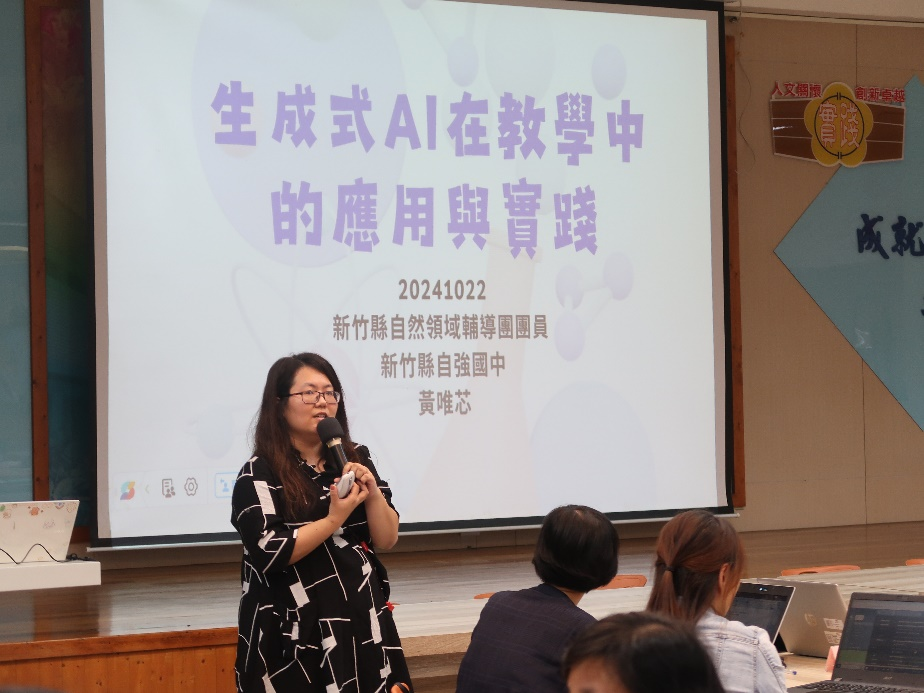 生成式AI在教學中
的應用與實踐
20241022
新竹縣自然領域輔導團團員
新竹縣自強國中
黃唯芯
人文關懷 創新卓越
實踐
成就